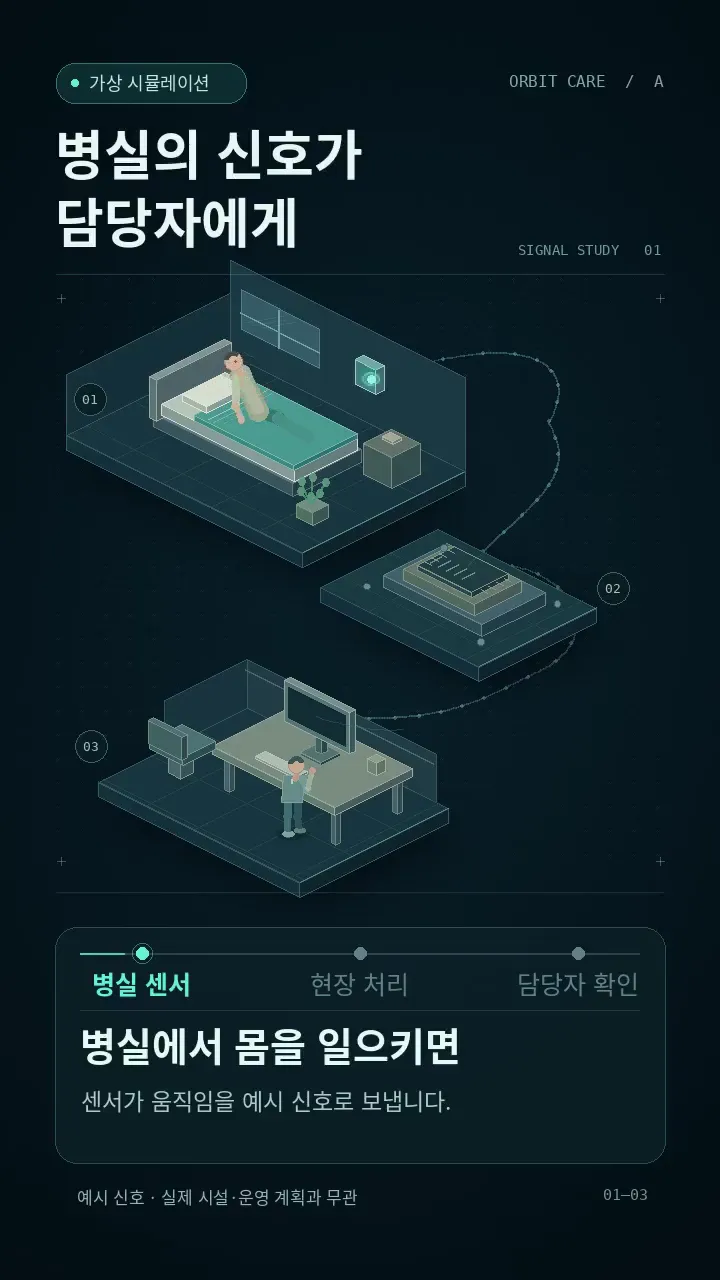 가상 시뮬레이션
ORBIT CARE / A
병실의 신호가
담당자에게
SIGNAL STUDY 01
01
02
03
병실 센서
현장 처리
담당자 확인
병실에서 몸을 일으키면
센서가 움직임을 예시 신호로 보냅니다.
예시 신호 · 실제 시설·운영 계획과 무관
01—03